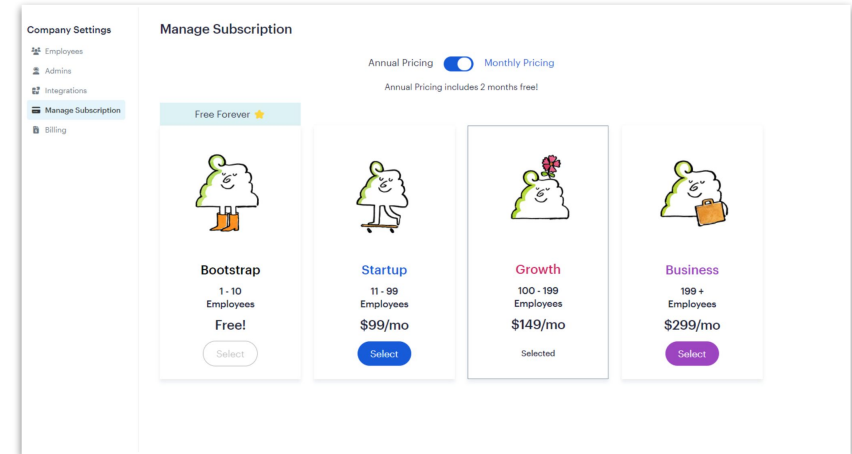 Company Settings
Employees
Admins
Integrations
Manage Subscription
Billing
Manage Subscription
Annual Pricing Monthly Pricing
Annual Pricing includes 2 months free!
Free Forever
Bootstrap
1 - 10
Employees
Free!
Select
Startup
11 - 99
Employees
$99/mo
Select
Growth
100 - 199
Employees
$149/mo
Selected
Business
199 +
Employees
$299/mo
Select